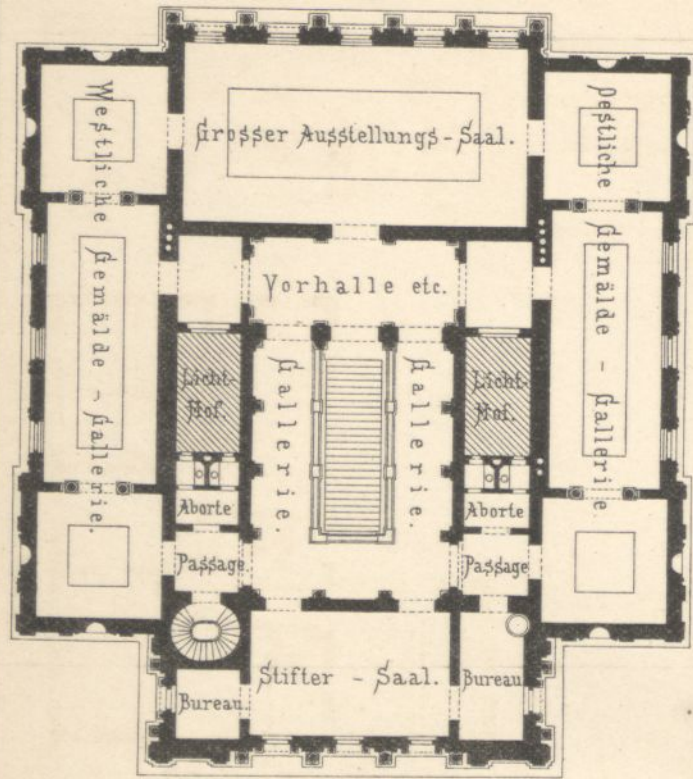 Grosser Ausstellungs-Saal.
Westliche Gemälde - Gallerie.
Oestliche Gemälde - Gallerie.
Vorhalle etc.
Licht-
Hof.
Gallerie.
Gallerie.
Licht-
Hof.
Aborte
Aborte
Passage
Passage
Stifter - Saal.
Bureau.
Bureau.